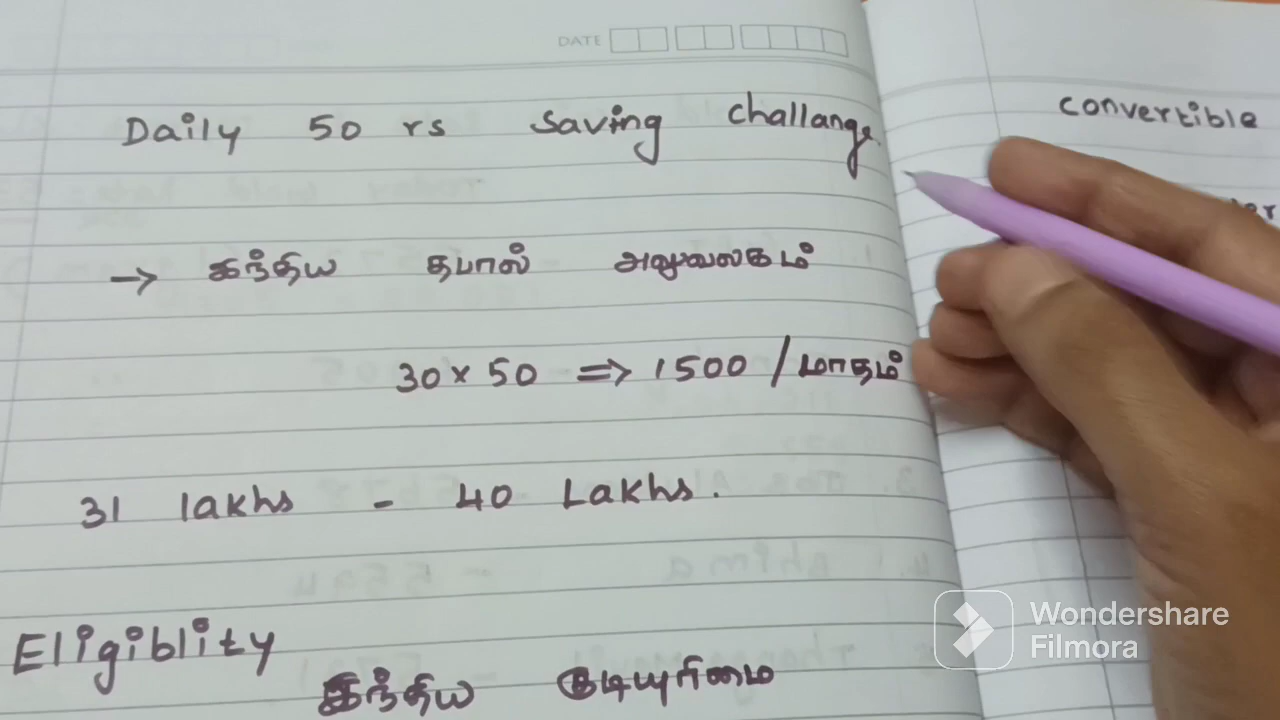 DATE
Daily 50 rs Saving challange
→ இந்திய தபால் அலுவலகம்
30 × 50 => 1500 / மாதம்
31 lakhs - 40 Lakhs.
Eligiblity
இந்திய குடியுரிமை
convertible
Wondershare
Filmora